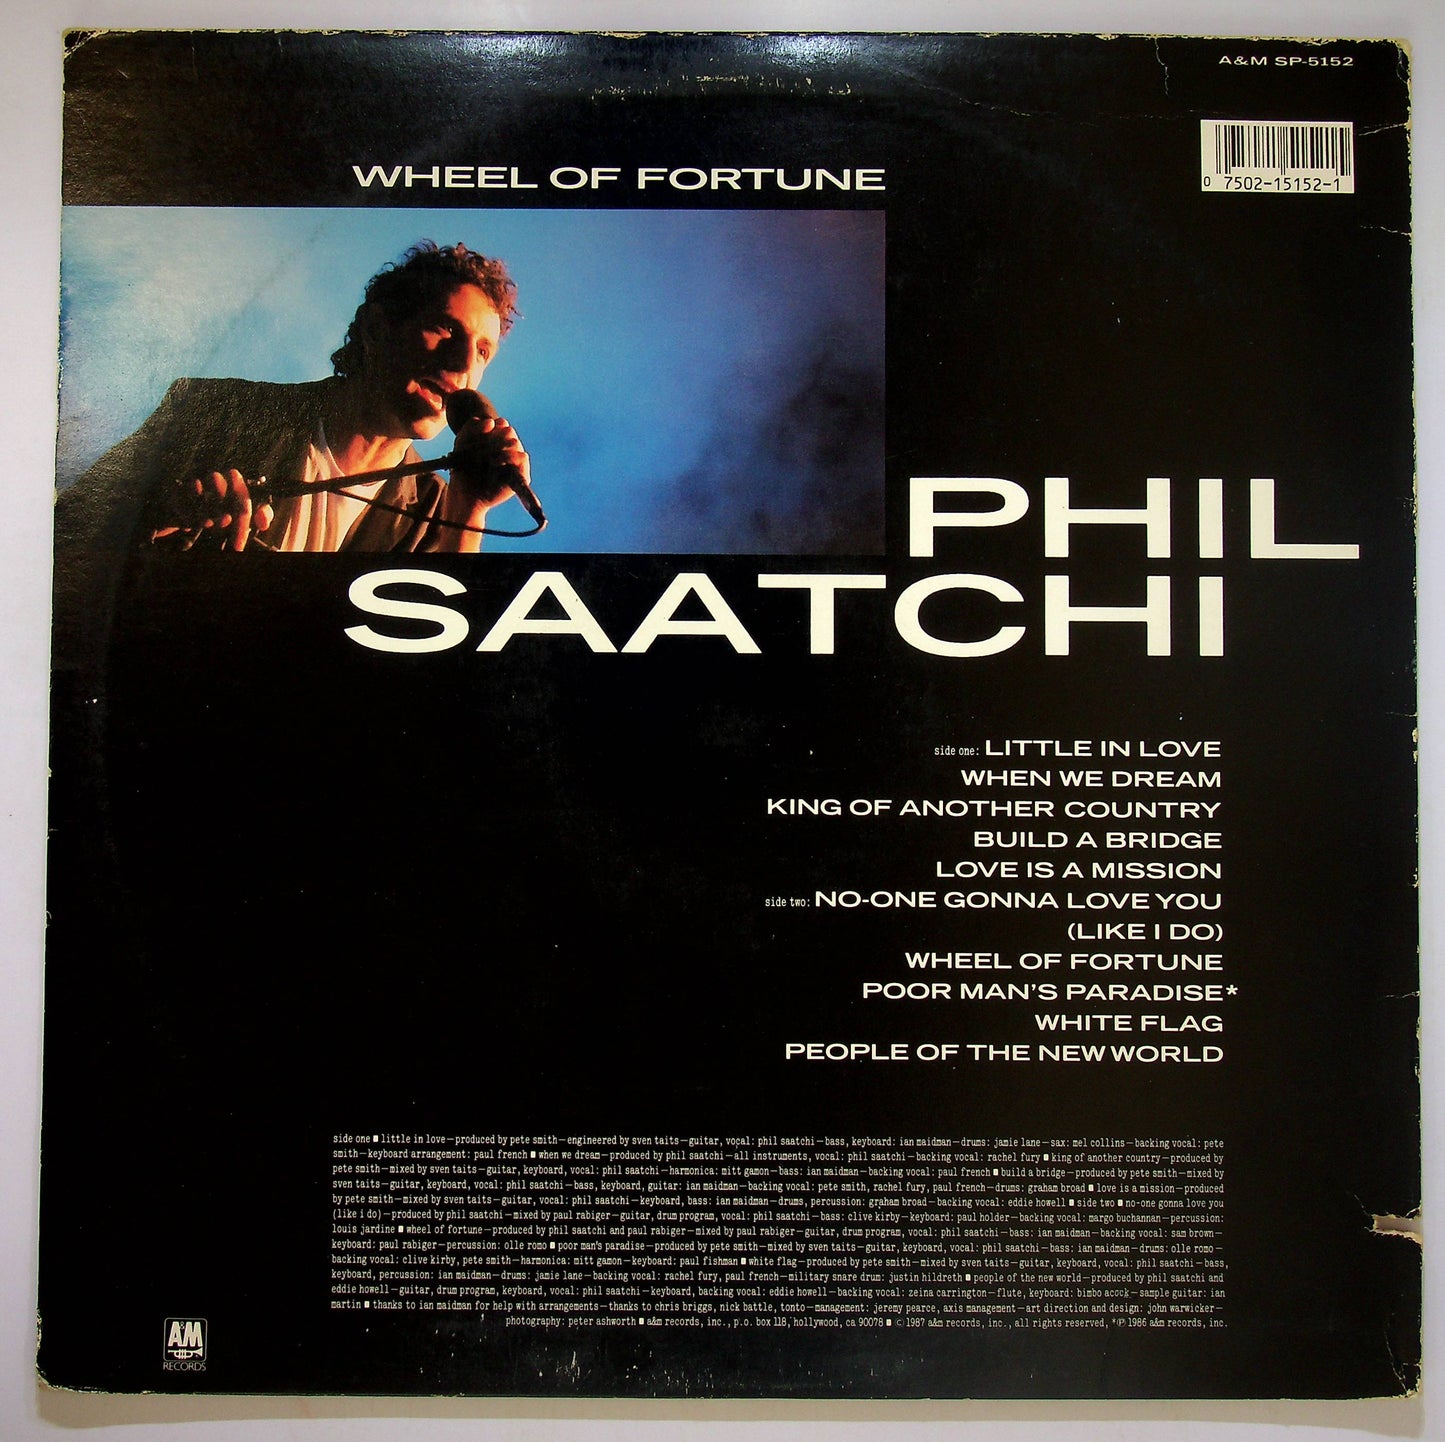 A&M SP-5152
0 7502-15152-1
WHEEL OF FORTUNE
PHIL
SAATCHI
side one: LITTLE IN LOVE
WHEN WE DREAM
KING OF ANOTHER COUNTRY
BUILD A BRIDGE
LOVE IS A MISSION
side two: NO-ONE GONNA LOVE YOU
(LIKE I DO)
WHEEL OF FORTUNE
POOR MAN'S PARADISE*
WHITE FLAG
PEOPLE OF THE NEW WORLD
side one ■ little in love—produced by pete smith—engineered by sven taits—guitar, vocal: phil saatchi—bass, keyboard: ian maidman—drums: jamie lane—sax: mel collins—backing vocal: pete
smith—keyboard arrangement: paul french ■ when we dream—produced by phil saatchi—all instruments, vocal: phil saatchi—backing vocal: rachel fury ■ king of another country—produced by
pete smith—mixed by sven taits—guitar, keyboard, vocal: phil saatchi—harmonica: mitt gamon—bass: ian maidman—backing vocal: paul french ■ build a bridge—produced by pete smith—mixed by
sven taits—guitar, keyboard, vocal: phil saatchi—bass, keyboard, guitar: ian maidman—backing vocal: pete smith, rachel fury, paul french—drums: graham broad ■ love is a mission—produced
by pete smith—mixed by sven taits—guitar, vocal: phil saatchi—keyboard, bass: ian maidman—drums, percussion: graham broad—backing vocal: eddie howell ■ side two ■ no-one gonna love you
(like i do)—produced by phil saatchi—mixed by paul rabiger—guitar, drum program, vocal: phil saatchi—bass: clive kirby—keyboard: paul holder—backing vocal: margo buchannan—percussion:
louis jardine ■ wheel of fortune—produced by phil saatchi and paul rabiger—mixed by paul rabiger—guitar, drum program, vocal: phil saatchi—bass: ian maidman—backing vocal: sam brown—
keyboard: paul rabiger—percussion: olle romo ■ poor man's paradise—produced by pete smith—mixed by sven taits—guitar, keyboard, vocal: phil saatchi—bass: ian maidman—drums: olle romo—
backing vocal: clive kirby, pete smith—harmonica: mitt gamon—keyboard: paul fishman ■ white flag—produced by pete smith—mixed by sven taits—guitar, keyboard, vocal: phil saatchi—bass,
keyboard, percussion: ian maidman—drums: jamie lane—backing vocal: rachel fury, paul french—military snare drum: justin hildreth ■ people of the new world—produced by phil saatchi and
eddie howell—guitar, drum program, keyboard, vocal: phil saatchi—keyboard, backing vocal: eddie howell—backing vocal: zeina carrington—flute, keyboard: bimbo acock—sample guitar: ian
martin ■ thanks to ian maidman for help with arrangements—thanks to chris briggs, nick battle, tonto—management: jeremy pearce, axis management—art direction and design: john warwicker—
photography: peter ashworth ■ a&m records, inc., p.o. box 118, hollywood, ca 90078 ■ ©1987 a&m records, inc., all rights reserved, *℗ 1986 a&m records, inc.
A&M
RECORDS